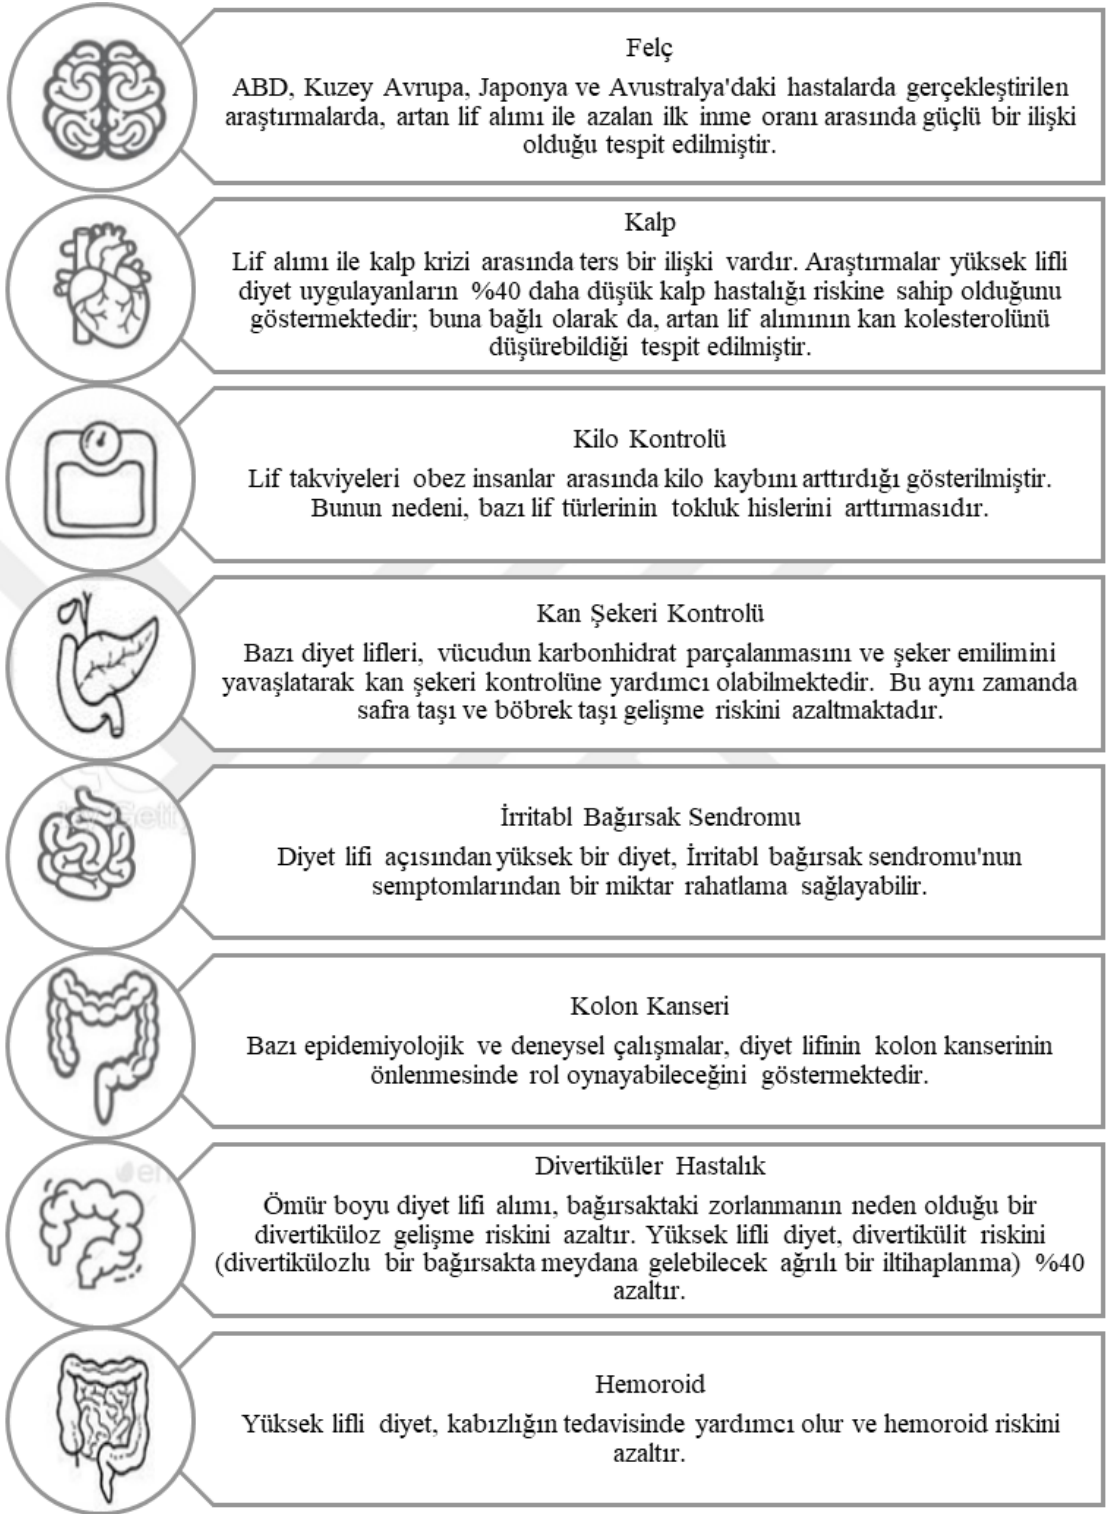 Felç
ABD, Kuzey Avrupa, Japonya ve Avustralya'daki hastalarda gerçekleştirilen
araştırmalarda, artan lif alımı ile azalan ilk inme oranı arasında güçlü bir ilişki
olduğu tespit edilmiştir.
Kalp
Lif alımı ile kalp krizi arasında ters bir ilişki vardır. Araştırmalar yüksek lifli
diyet uygulayanların %40 daha düşük kalp hastalığı riskine sahip olduğunu
göstermektedir; buna bağlı olarak da, artan lif alımının kan kolesterolünü
düşürebildiği tespit edilmiştir.
Kilo Kontrolü
Lif takviyeleri obez insanlar arasında kilo kaybını arttırdığı gösterilmiştir.
Bunun nedeni, bazı lif türlerinin tokluk hislerini arttırmasıdır.
Kan Şekeri Kontrolü
Bazı diyet lifleri, vücudun karbonhidrat parçalanmasını ve şeker emilimini
yavaşlatarak kan şekeri kontrolüne yardımcı olabilmektedir. Bu aynı zamanda
safra taşı ve böbrek taşı gelişme riskini azaltmaktadır.
İrritabl Bağırsak Sendromu
Diyet lifi açısından yüksek bir diyet, İrritabl bağırsak sendromu'nun
semptomlarından bir miktar rahatlama sağlayabilir.
Kolon Kanseri
Bazı epidemiyolojik ve deneysel çalışmalar, diyet lifinin kolon kanserinin
önlenmesinde rol oynayabileceğini göstermektedir.
Divertiküler Hastalık
Ömür boyu diyet lifi alımı, bağırsaktaki zorlanmanın neden olduğu bir
divertiküloz gelişme riskini azaltır. Yüksek lifli diyet, divertikülit riskini
(divertikülozlu bir bağırsakta meydana gelebilecek ağrılı bir iltihaplanma) %40
azaltır.
Hemoroid
Yüksek lifli diyet, kabızlığın tedavisinde yardımcı olur ve hemoroid riskini
azaltır.